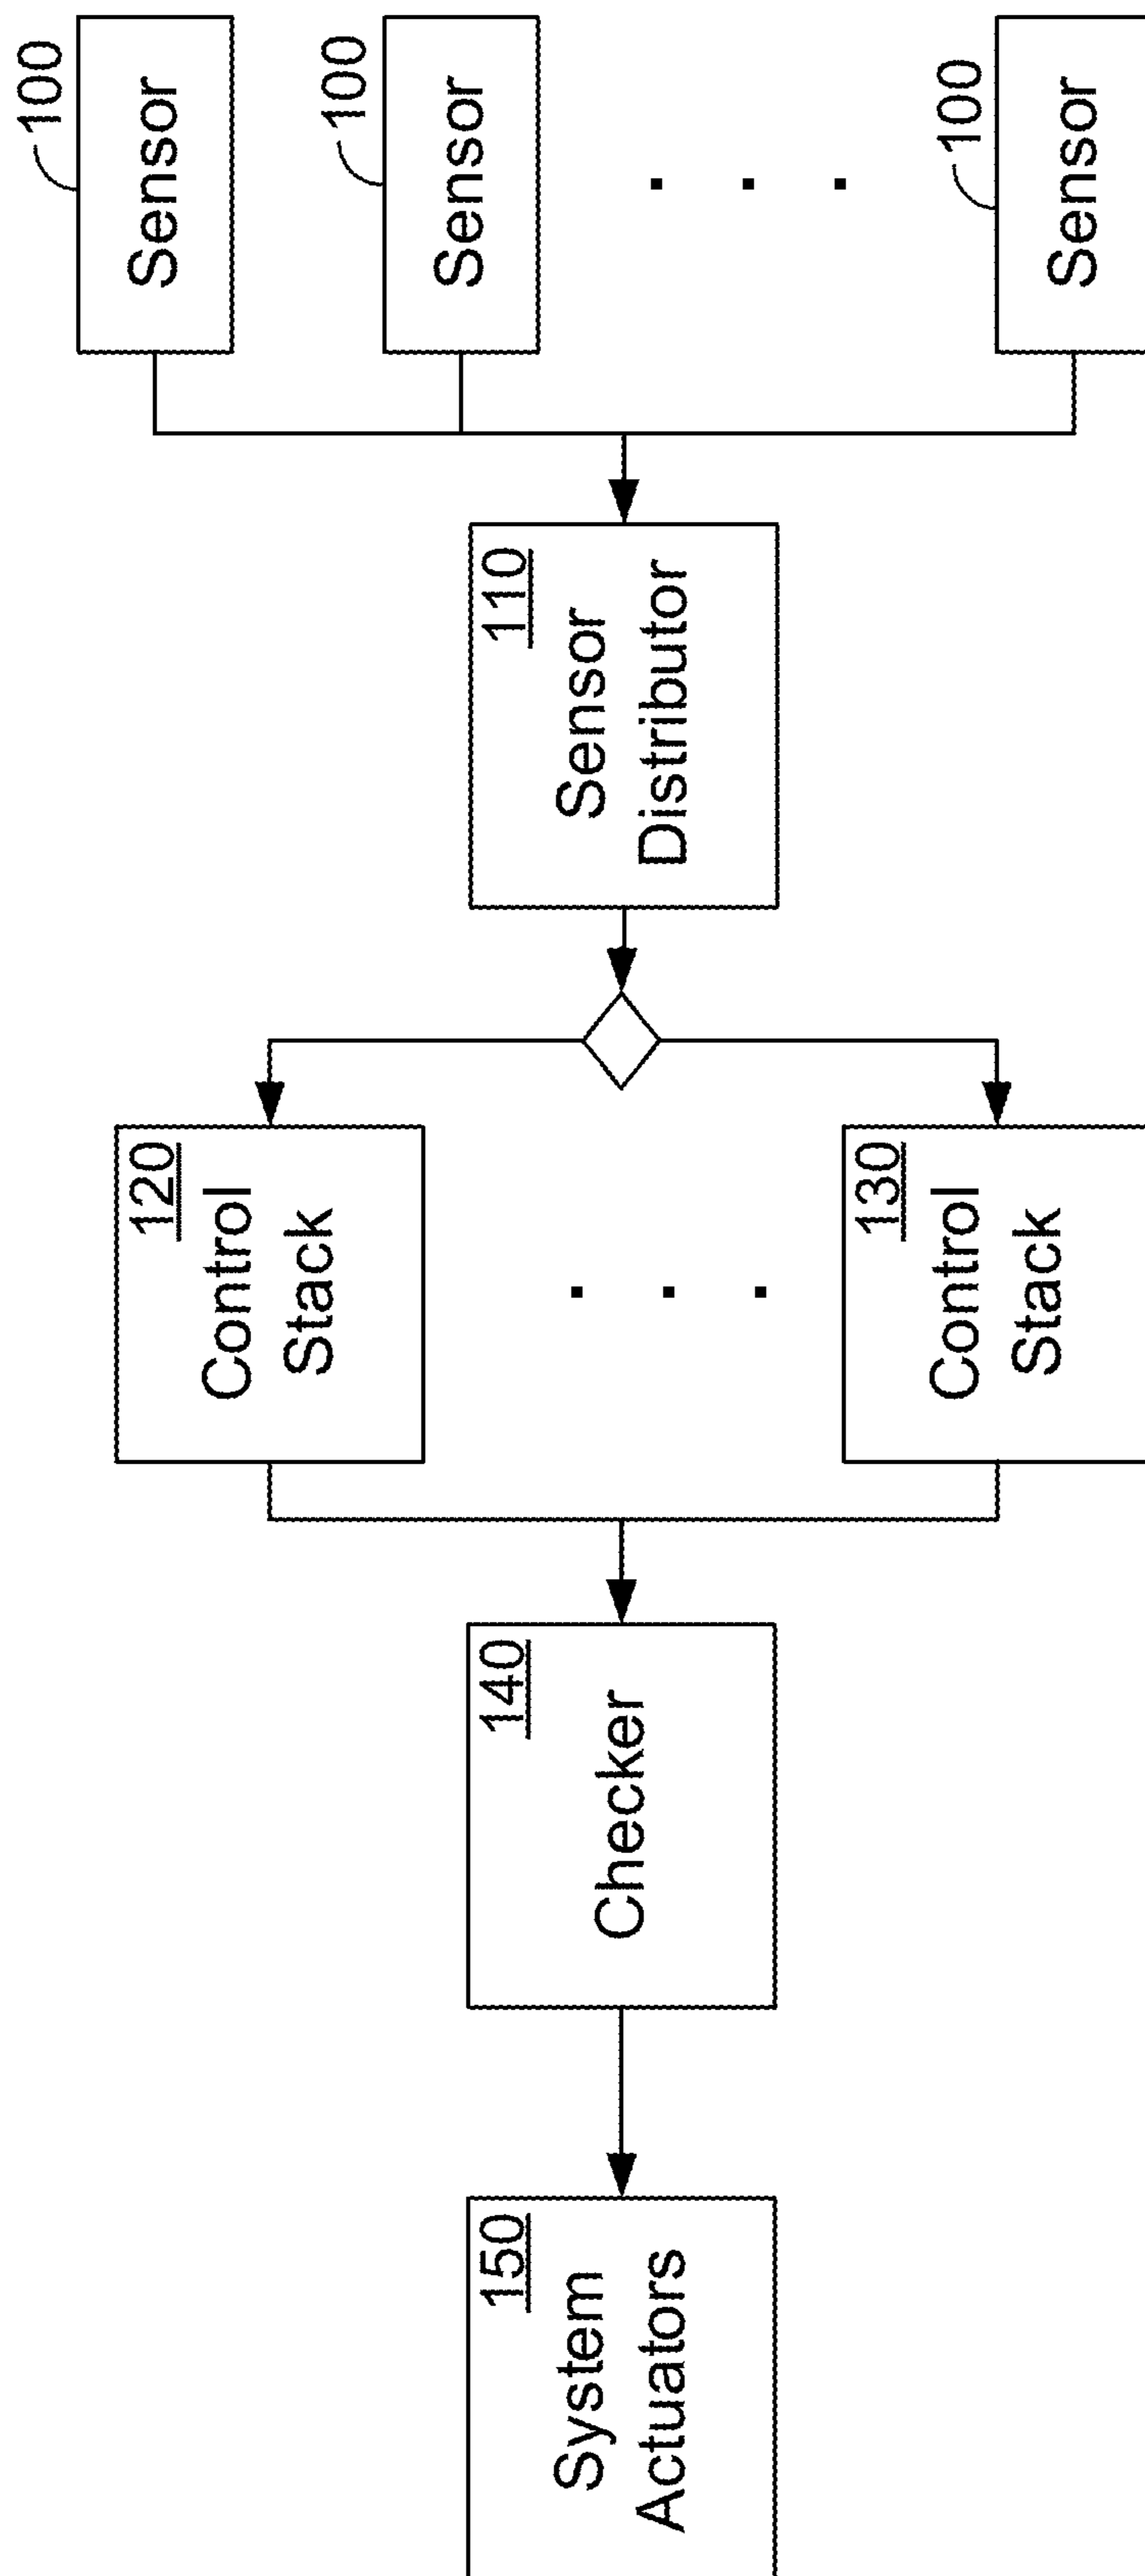 100
Sensor
100
Sensor
100
Sensor
110
Sensor
Distributor
120
Control
Stack
130
Control
Stack
140
Checker
150
System
Actuators